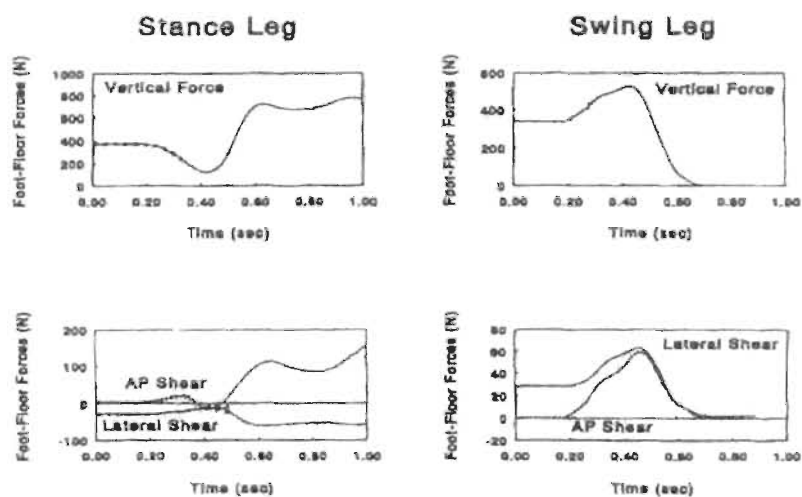 Stance Leg
Swing Leg
Foot-Floor Forces (N)
1000
800
600
400
200
0
Vertical Force
0.00 0.20 0.40 0.60 0.80 1.00
Time (sec)
Foot-Floor Forces (N)
600
400
200
0
Vertical Force
0.00 0.20 0.40 0.60 0.80 1.00
Time (sec)
Foot-Floor Forces (N)
200
100
0
-100
AP Shear
Lateral Shear
0.00 0.20 0.40 0.60 0.80 1.00
Time (sec)
Foot-Floor Forces (N)
80
60
40
20
0
-20
Lateral Shear
AP Shear
0.00 0.20 0.40 0.60 0.80 1.00
Time (sec)